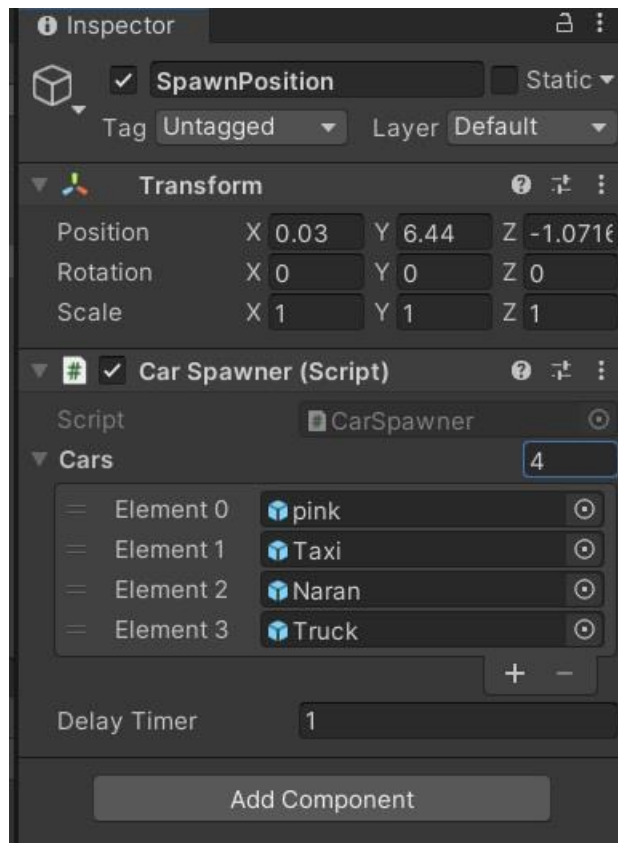 Inspector
SpawnPosition Static
Tag Untagged Layer Default
Transform
Position X 0.03 Y 6.44 Z -1.0716
Rotation X 0 Y 0 Z 0
Scale X 1 Y 1 Z 1
# Car Spawner (Script)
Script # CarSpawner
Cars 4
Element 0 pink
Element 1 Taxi
Element 2 Naran
Element 3 Truck
+ -
Delay Timer 1
Add Component